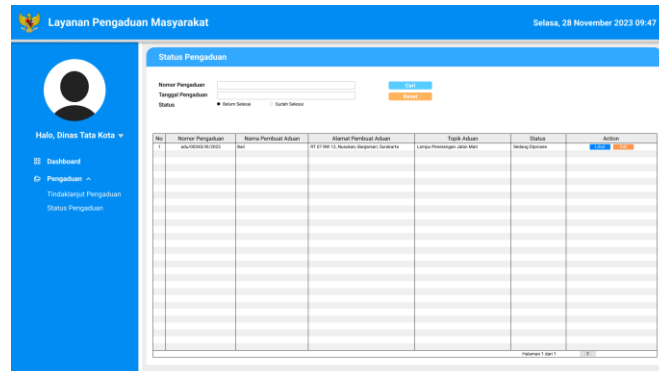 Layanan Pengaduan Masyarakat
Selasa, 28 November 2023 09:47
Halo, Dinas Tata Kota
Dashboard
Pengaduan
Tindaklanjut Pengaduan
Status Pengaduan
Status Pengaduan
Nomor Pengaduan
Cari
Tanggal Pengaduan
Reset
Status Belum Selesai Sudah Selesai
No Nomor Pengaduan Nama Pembuat Aduan Alamat Pembuat Aduan Topik Aduan Status Action
1 Bari RT 07 RW 13, Nusukan, Banjarsari, Surakarta Lampu Penerangan Jalan Mati Sedang Diproses Lihat Edit
Halaman 1 dari 1 1